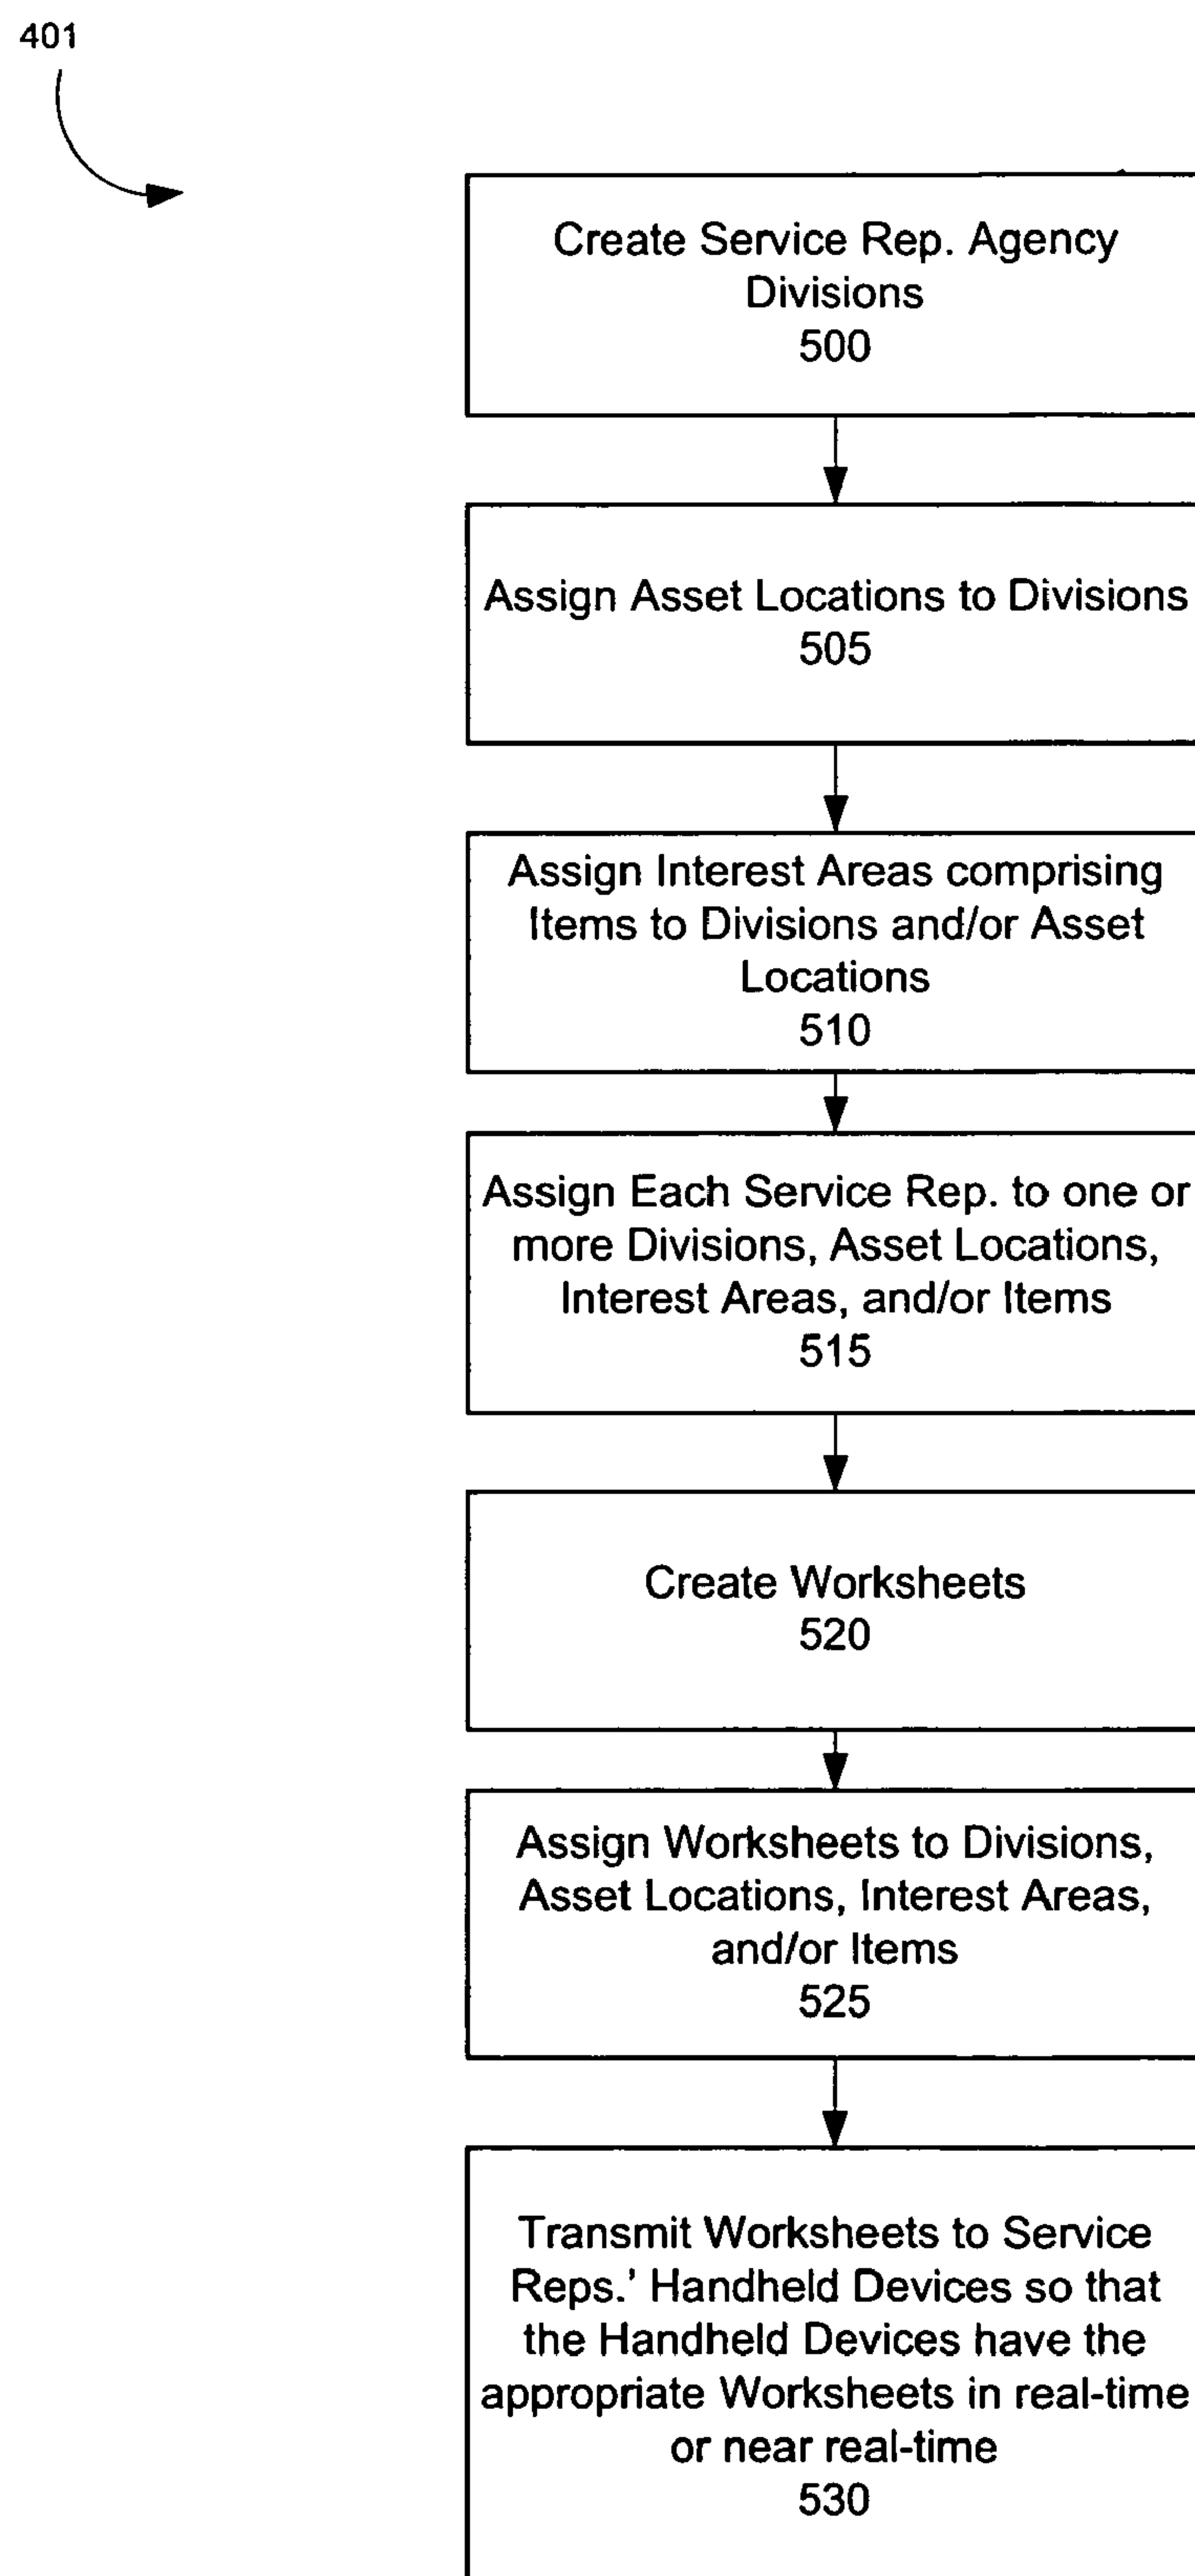 401
Create Service Rep. Agency
Divisions
500
Assign Asset Locations to Divisions
505
Assign Interest Areas comprising
Items to Divisions and/or Asset
Locations
510
Assign Each Service Rep. to one or
more Divisions, Asset Locations,
Interest Areas, and/or Items
515
Create Worksheets
520
Assign Worksheets to Divisions,
Asset Locations, Interest Areas,
and/or Items
525
Transmit Worksheets to Service
Reps.' Handheld Devices so that
the Handheld Devices have the
appropriate Worksheets in real-time
or near real-time
530